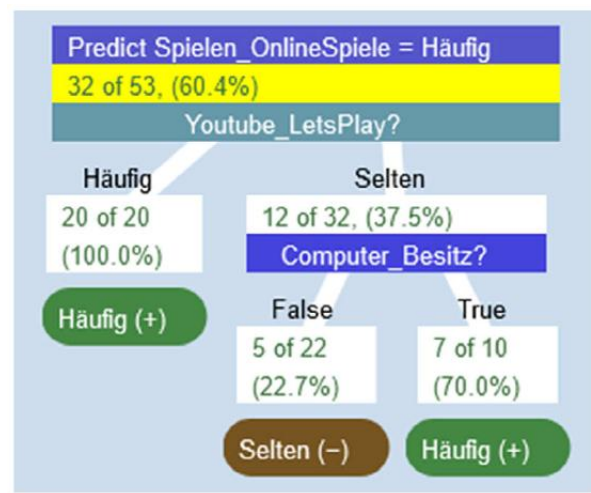 Predict Spielen_OnlineSpiele = Häufig
32 of 53, (60.4%)
Youtube_LetsPlay?
Häufig
Selten
20 of 20
(100.0%)
12 of 32, (37.5%)
Computer_Besitz?
Häufig (+)
False
True
5 of 22
(22.7%)
7 of 10
(70.0%)
Selten (−)
Häufig (+)